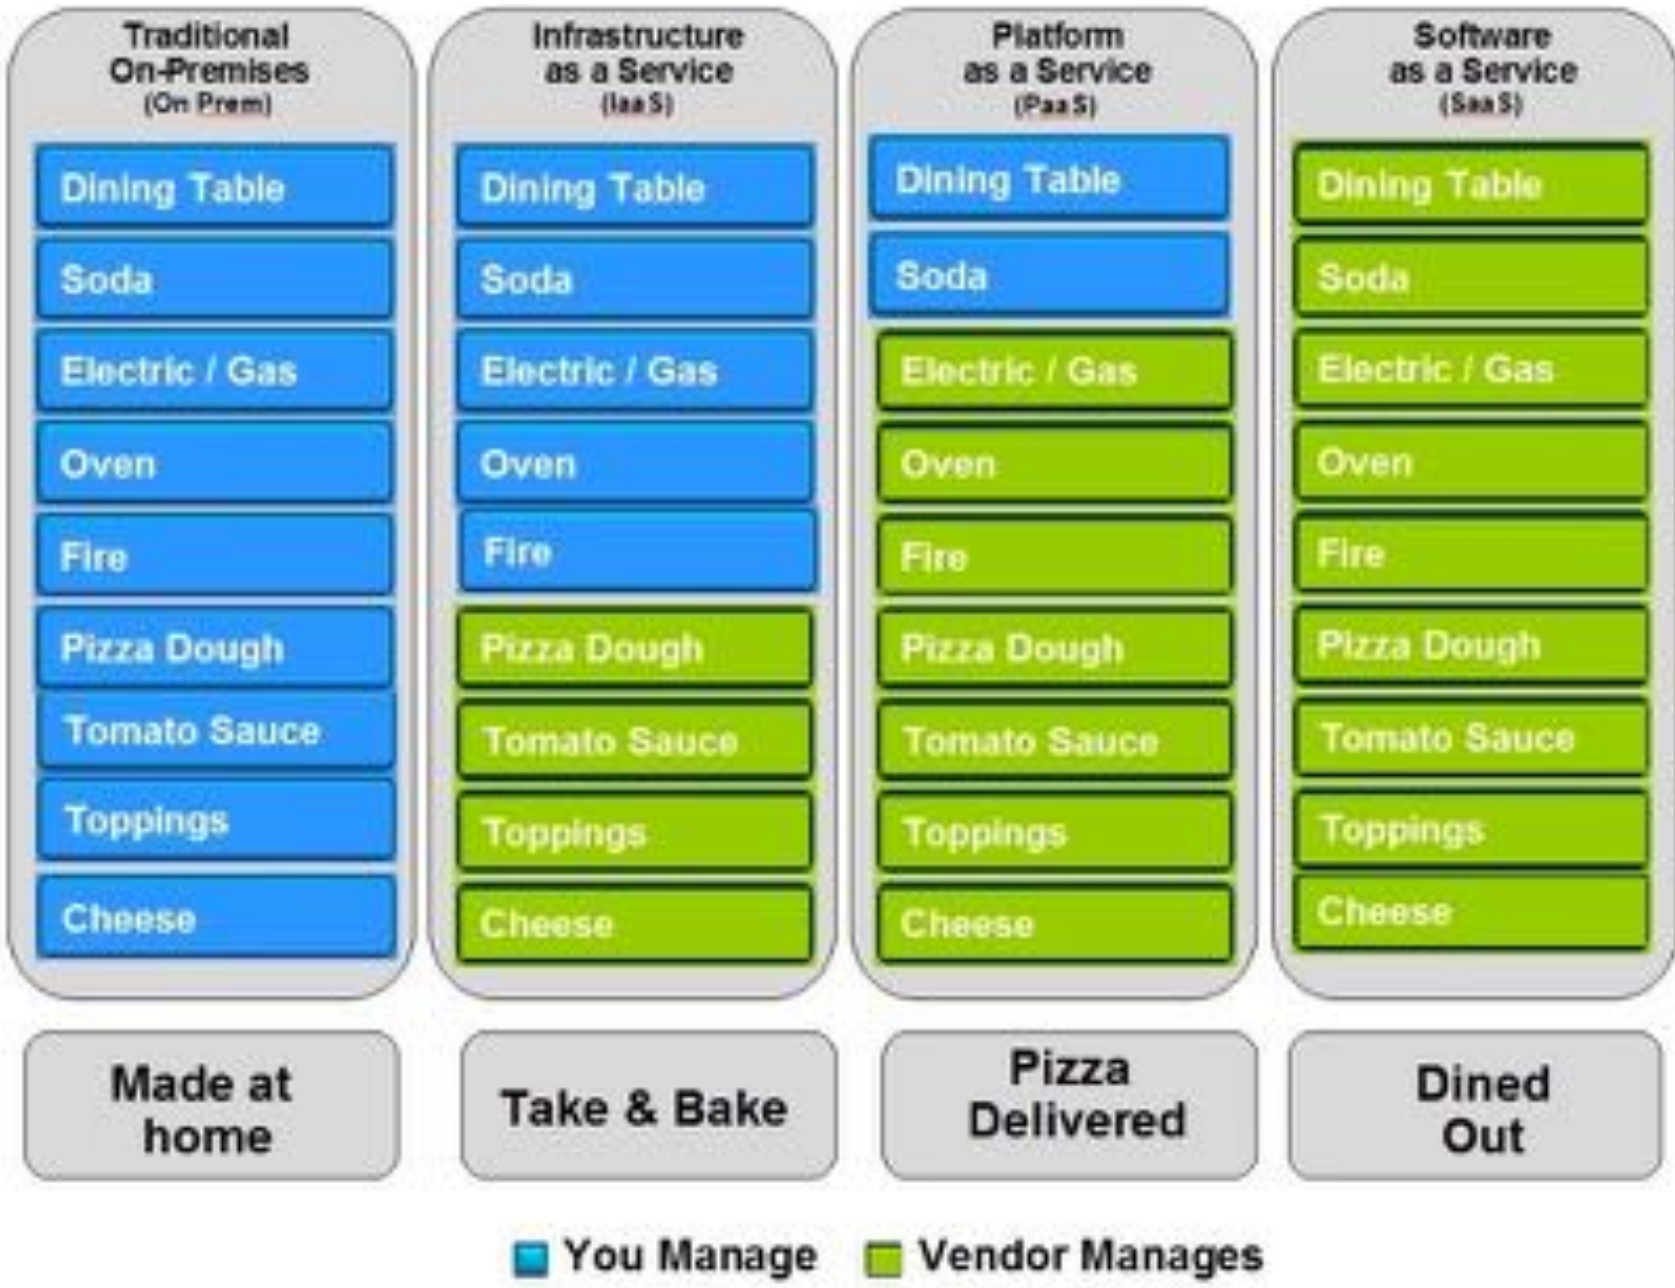 Traditional
On-Premises
(On Prem)
Dining Table
Soda
Electric / Gas
Oven
Fire
Pizza Dough
Tomato Sauce
Toppings
Cheese
Made at
home
Infrastructure
as a Service
(IaaS)
Dining Table
Soda
Electric / Gas
Oven
Fire
Pizza Dough
Tomato Sauce
Toppings
Cheese
Take & Bake
Platform
as a Service
(PaaS)
Dining Table
Soda
Electric / Gas
Oven
Fire
Pizza Dough
Tomato Sauce
Toppings
Cheese
Pizza
Delivered
Software
as a Service
(SaaS)
Dining Table
Soda
Electric / Gas
Oven
Fire
Pizza Dough
Tomato Sauce
Toppings
Cheese
Dined
Out
You Manage
Vendor Manages